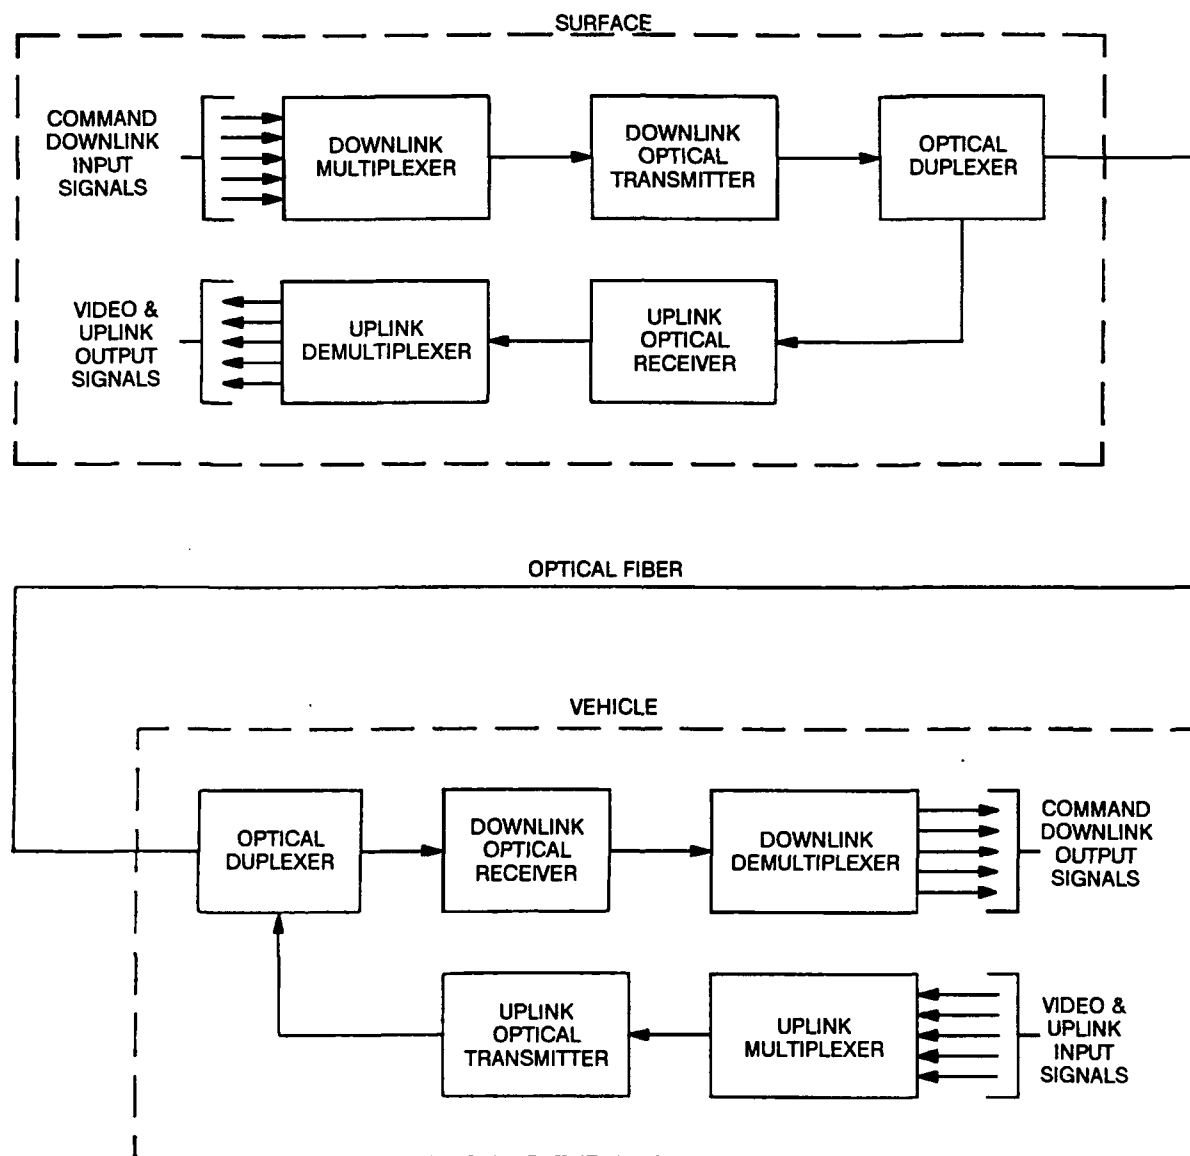 SURFACE
COMMAND
DOWNLINK
INPUT
SIGNALS
DOWNLINK
MULTIPLEXER
DOWNLINK
OPTICAL
TRANSMITTER
OPTICAL
DUPLEXER
VIDEO &
UPLINK
OUTPUT
SIGNALS
UPLINK
DEMULTIPLEXER
UPLINK
OPTICAL
RECEIVER
OPTICAL FIBER
VEHICLE
OPTICAL
DUPLEXER
DOWNLINK
OPTICAL
RECEIVER
DOWNLINK
DEMULTIPLEXER
COMMAND
DOWNLINK
OUTPUT
SIGNALS
UPLINK
OPTICAL
TRANSMITTER
UPLINK
MULTIPLEXER
VIDEO &
UPLINK
INPUT
SIGNALS